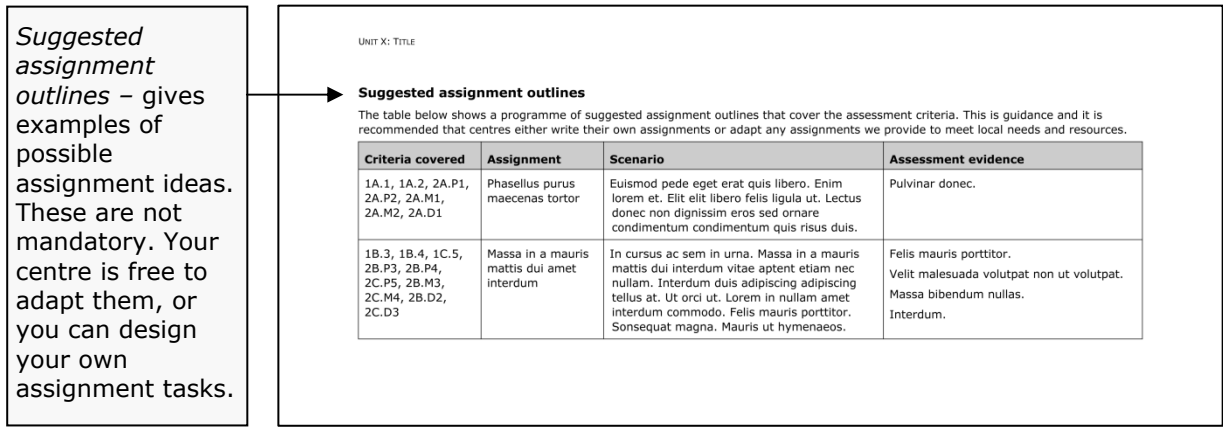 Suggested
assignment
outlines – gives
examples of
possible
assignment ideas.
These are not
mandatory. Your
centre is free to
adapt them, or
you can design
your own
assignment tasks.
UNIT X: TITLE
Suggested assignment outlines
The table below shows a programme of suggested assignment outlines that cover the assessment criteria. This is guidance and it is
recommended that centres either write their own assignments or adapt any assignments we provide to meet local needs and resources.
Criteria covered Assignment Scenario Assessment evidence
1A.1, 1A.2, 2A.P1,
2A.P2, 2A.M1,
2A.M2, 2A.D1
Phasellus purus
maecenas tortor
Euismod pede eget erat quis libero. Enim
lorem et. Elit elit libero felis ligula ut. Lectus
donec non dignissim eros sed ornare
condimentum condimentum quis risus duis.
Pulvinar donec.
1B.3, 1B.4, 1C.5,
2B.P3, 2B.P4,
2C.P5, 2B.M3,
2C.M4, 2B.D2,
2C.D3
Massa in a mauris
mattis dui amet
interdum
In cursus ac sem in urna. Massa in a mauris
mattis dui interdum vitae aptent etiam nec
nullam. Interdum duis adipiscing adipiscing
tellus at. Ut orci ut. Lorem in nullam amet
interdum commodo. Felis mauris porttitor.
Sonsequat magna. Mauris ut hymenaeos.
Felis mauris porttitor.
Velit malesuada volutpat non ut volutpat.
Massa bibendum nullas.
Interdum.